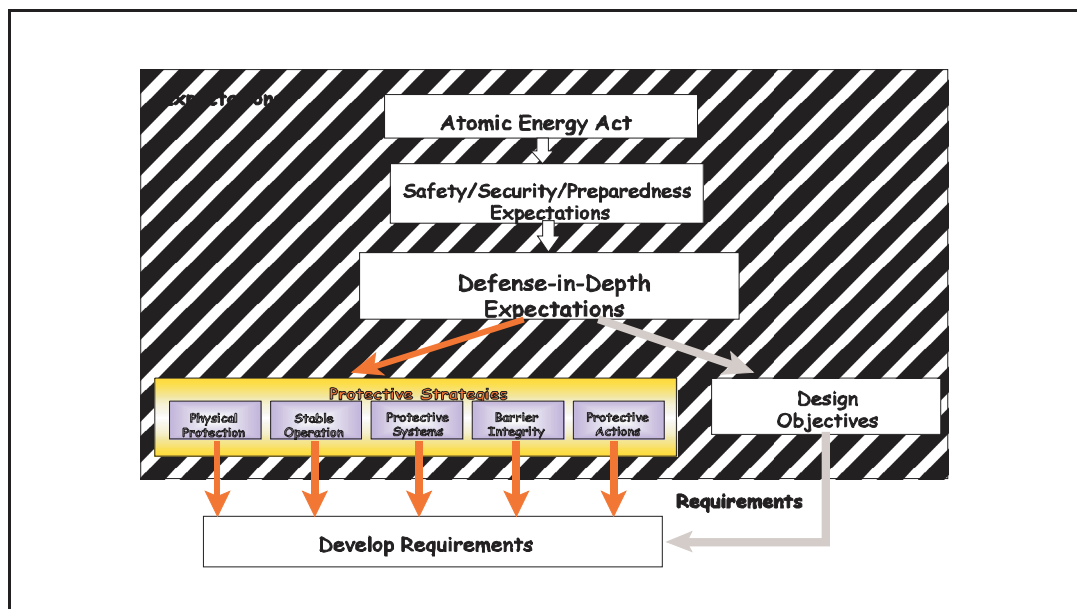 Expectation
Atomic Energy Act
Safety/Security/Preparedness
Expectations
Defense-in-Depth
Expectations
Protective Strategies
Physical
Protection
Stable
Operation
Protective
Systems
Barrier
Integrity
Protective
Actions
Design
Objectives
Requirements
Develop Requirements